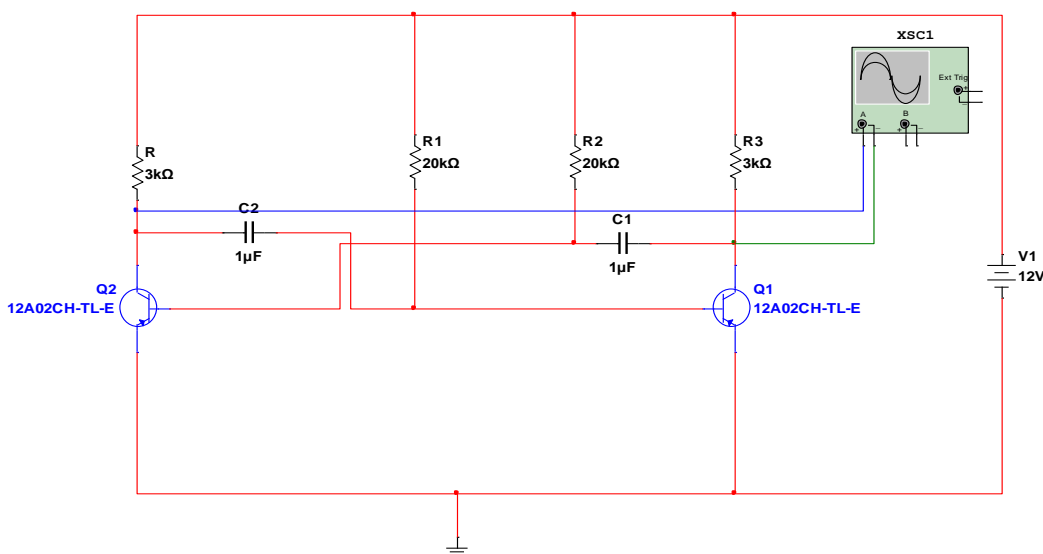 XSC1
Ext Trig
+
_
A
B
+
_
+
_
R
3kΩ
R1
20kΩ
R2
20kΩ
R3
3kΩ
C2
1µF
C1
1µF
V1
12V
Q2
12A02CH-TL-E
Q1
12A02CH-TL-E